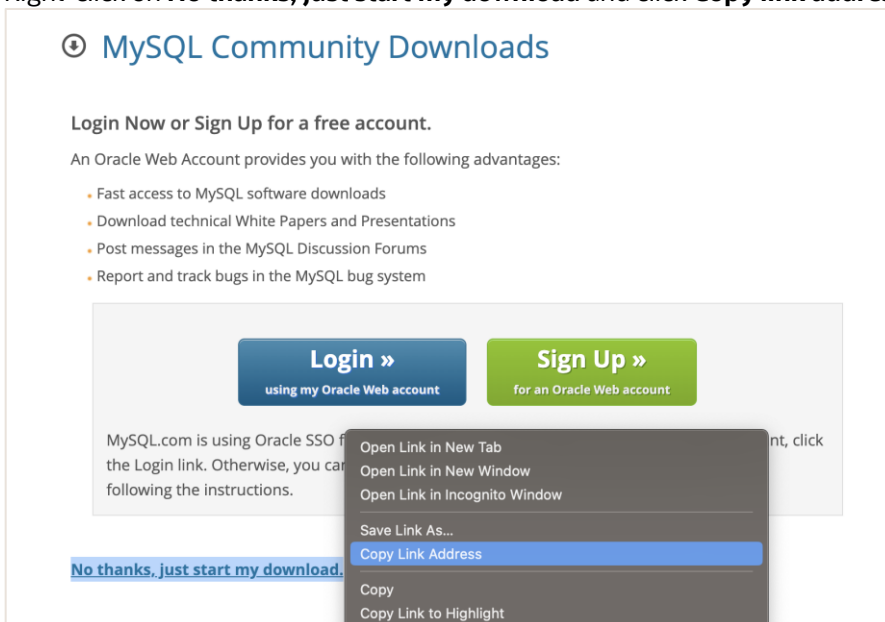 Right-click on No thanks, just start my download and click Copy link addre
MySQL Community Downloads
Login Now or Sign Up for a free account.
An Oracle Web Account provides you with the following advantages:
Fast access to MySQL software downloads
Download technical White Papers and Presentations
Post messages in the MySQL Discussion Forums
Report and track bugs in the MySQL bug system
Login »
using my Oracle Web account
Sign Up »
for an Oracle Web account
MySQL.com is using Oracle SSO f
nt, click
the Login link. Otherwise, you can
following the instructions.
Open Link in New Tab
Open Link in New Window
Open Link in Incognito Window
Save Link As...
Copy Link Address
No thanks, just start my download.
Copy
Copy Link to Highlight